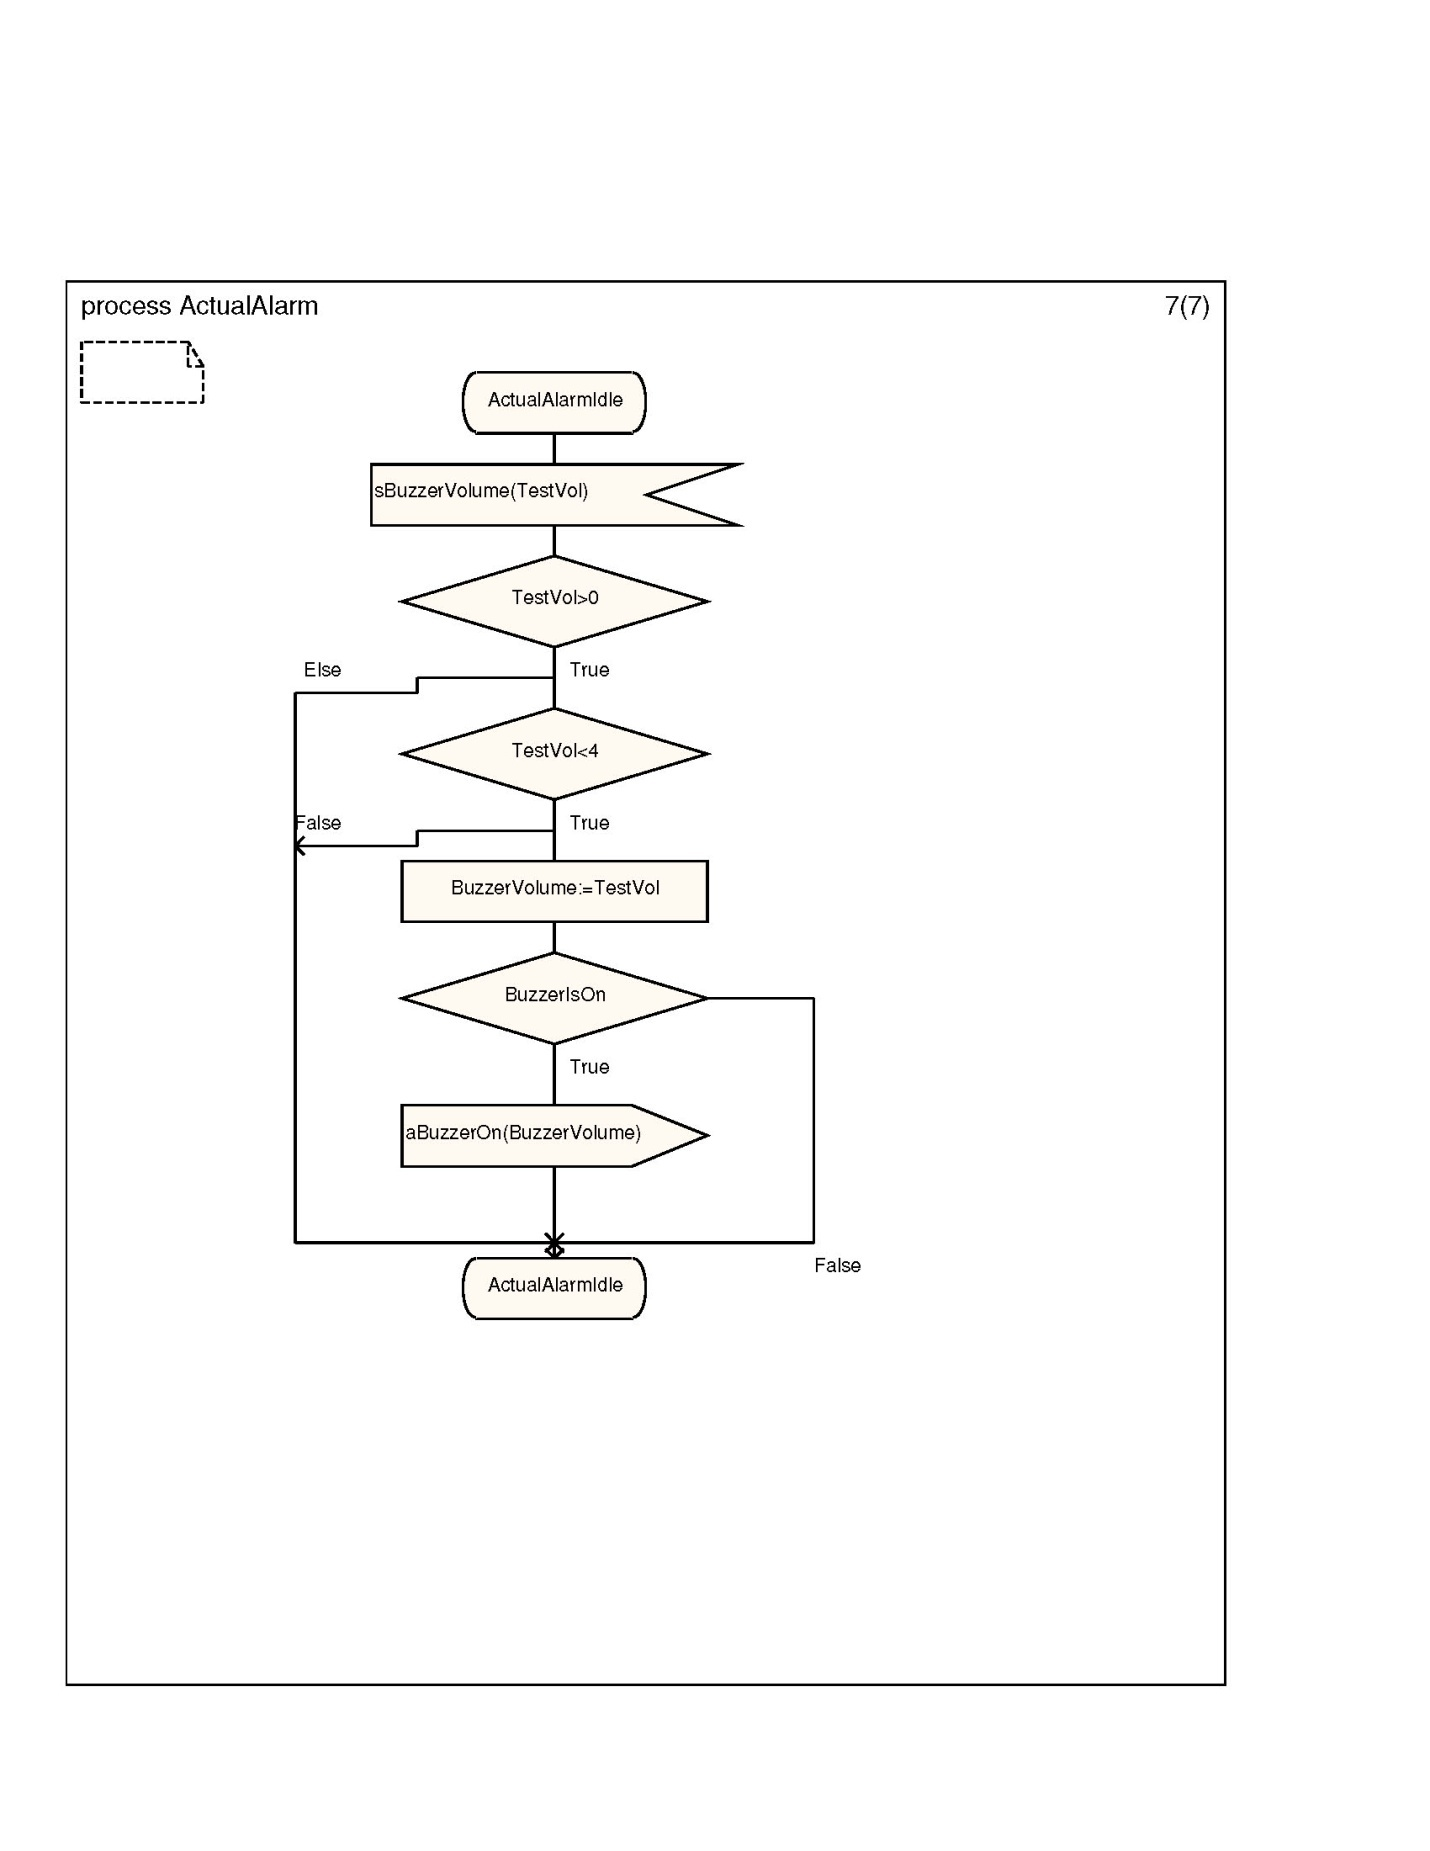 process ActualAlarm
7(7)
ActualAlarmIdle
sBuzzerVolume(TestVol)
TestVol>0
Else
True
TestVol<4
False
True
BuzzerVolume:=TestVol
BuzzerIsOn
True
aBuzzerOn(BuzzerVolume)
False
ActualAlarmIdle